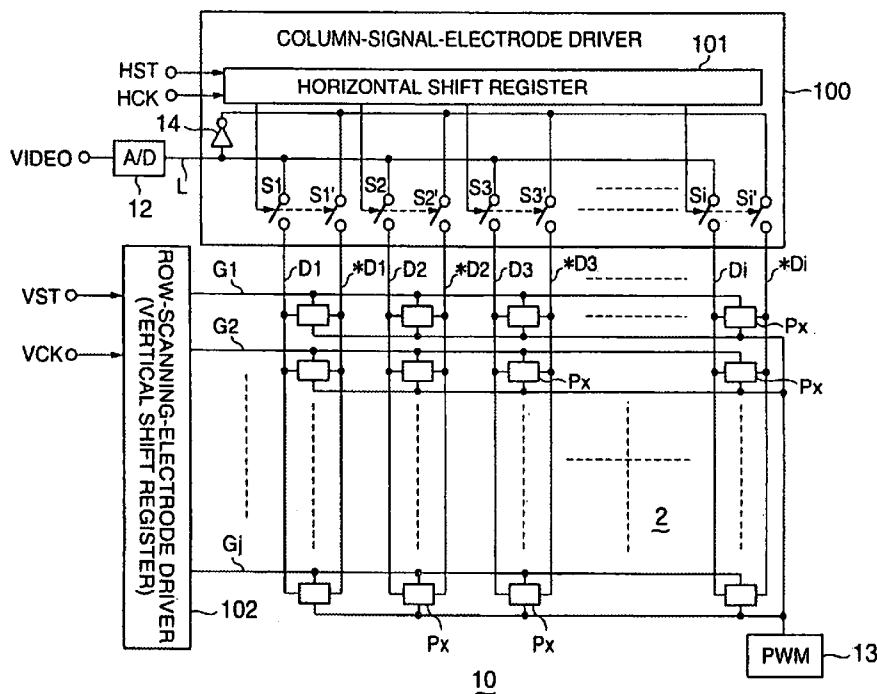 COLUMN-SIGNAL-ELECTRODE DRIVER
101
HST
HORIZONTAL SHIFT REGISTER
HCK
100
14
VIDEO
A/D
12
L
S1
S1'
S2
S2'
S3
S3'
Si
Si'
G1
D1
*D1
D2
*D2
D3
*D3
Di
*Di
VST
ROW-SCANNING-ELECTRODE DRIVER
(VERTICAL SHIFT REGISTER)
Px
G2
VCK
Px
Px
2
Gj
102
Px
Px
PWM
13
10